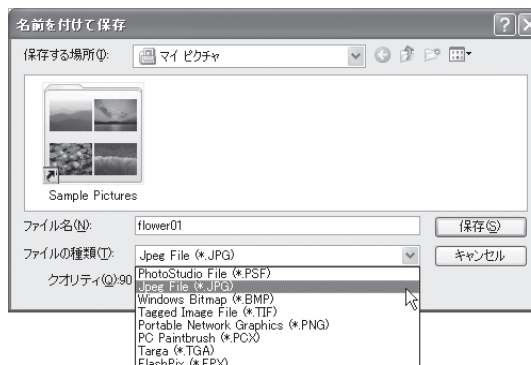 名前を付けて保存
保存する場所(I): マイ ピクチャ
Sample Pictures
ファイル名(N): flower01 保存(S)
ファイルの種類(T): Jpeg File (*.JPG) キャンセル
クオリティ(Q):90
PhotoStudio File (*.PSF)
Jpeg File (*.JPG)
Windows Bitmap (*.BMP)
Tagged Image File (*.TIF)
Portable Network Graphics (*.PNG)
PC Paintbrush (*.PCX)
Targa (*.TGA)
FlashPix (*.FPX)